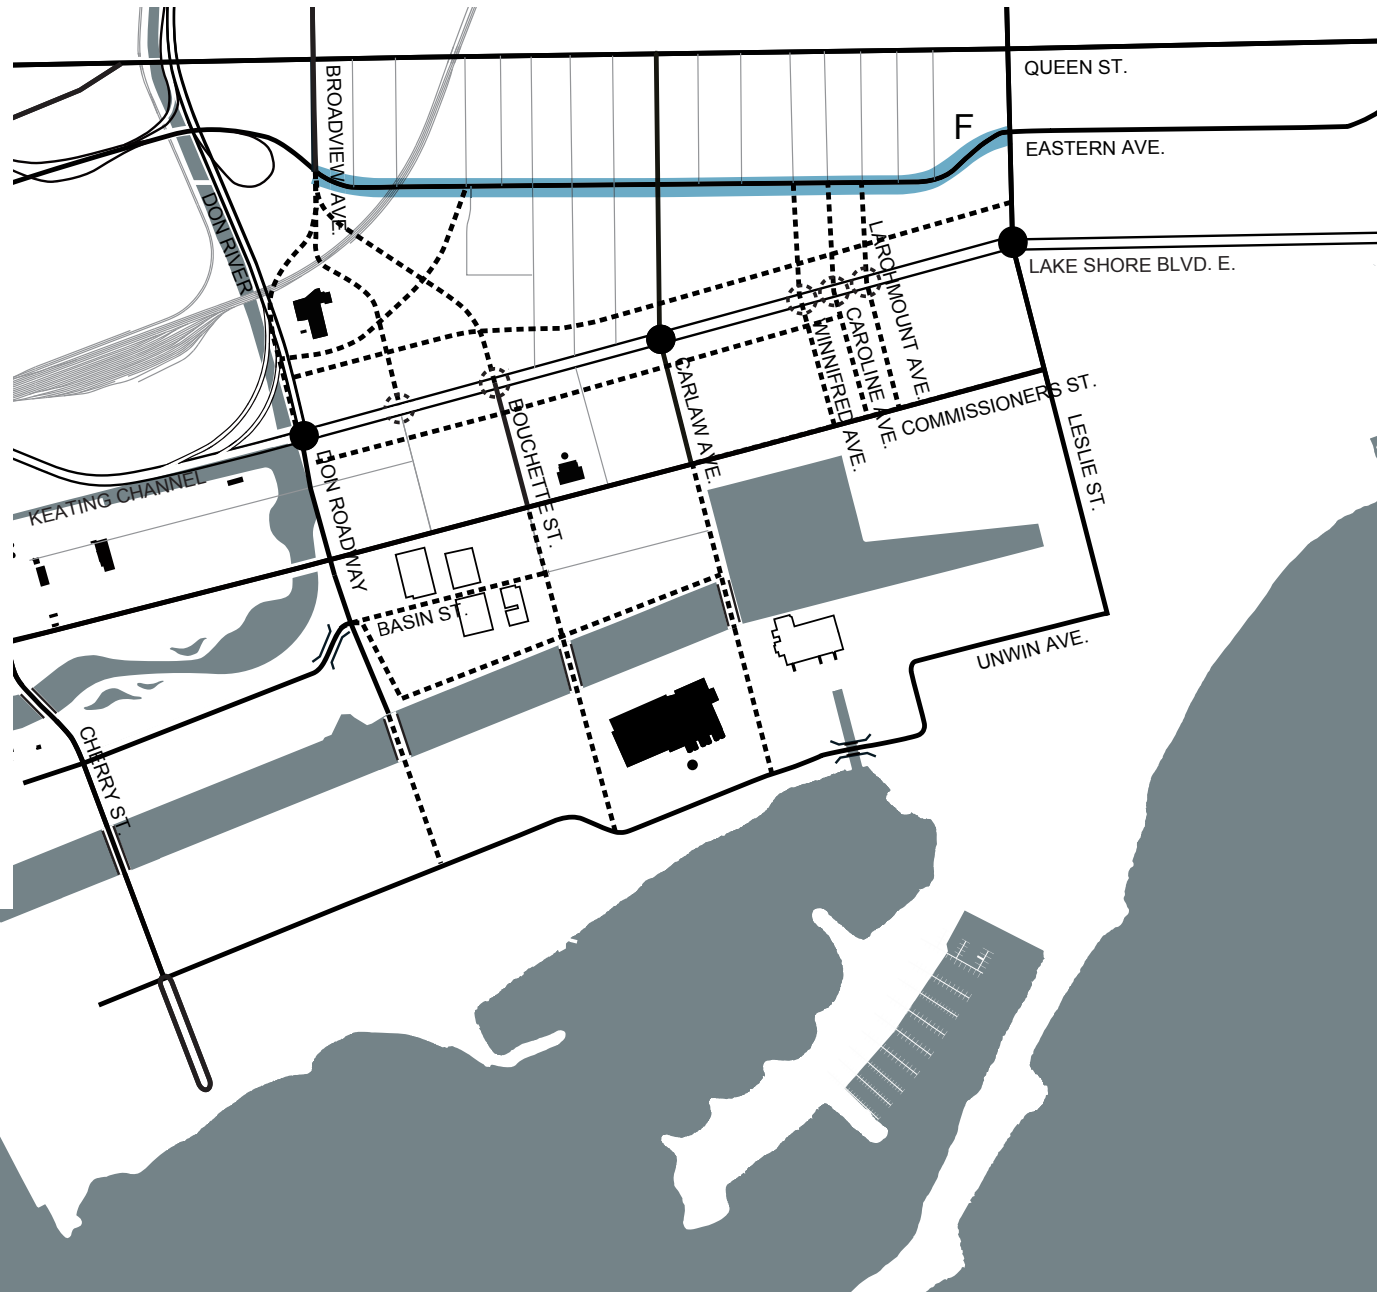 QUEEN ST.
BROADVIEW AVE.
F
EASTERN AVE.
DON RIVER
LARCHMOUNT AVE.
LAKE SHORE BLVD. E.
CAROLINE AVE.
WINNIFRED AVE.
CARLAW AVE.
COMMISSIONERS ST.
BOUCHETTE ST.
LESLIE ST.
DON ROADWAY
KEATING CHANNEL
BASIN ST.
UNWIN AVE.
CHERRY ST.